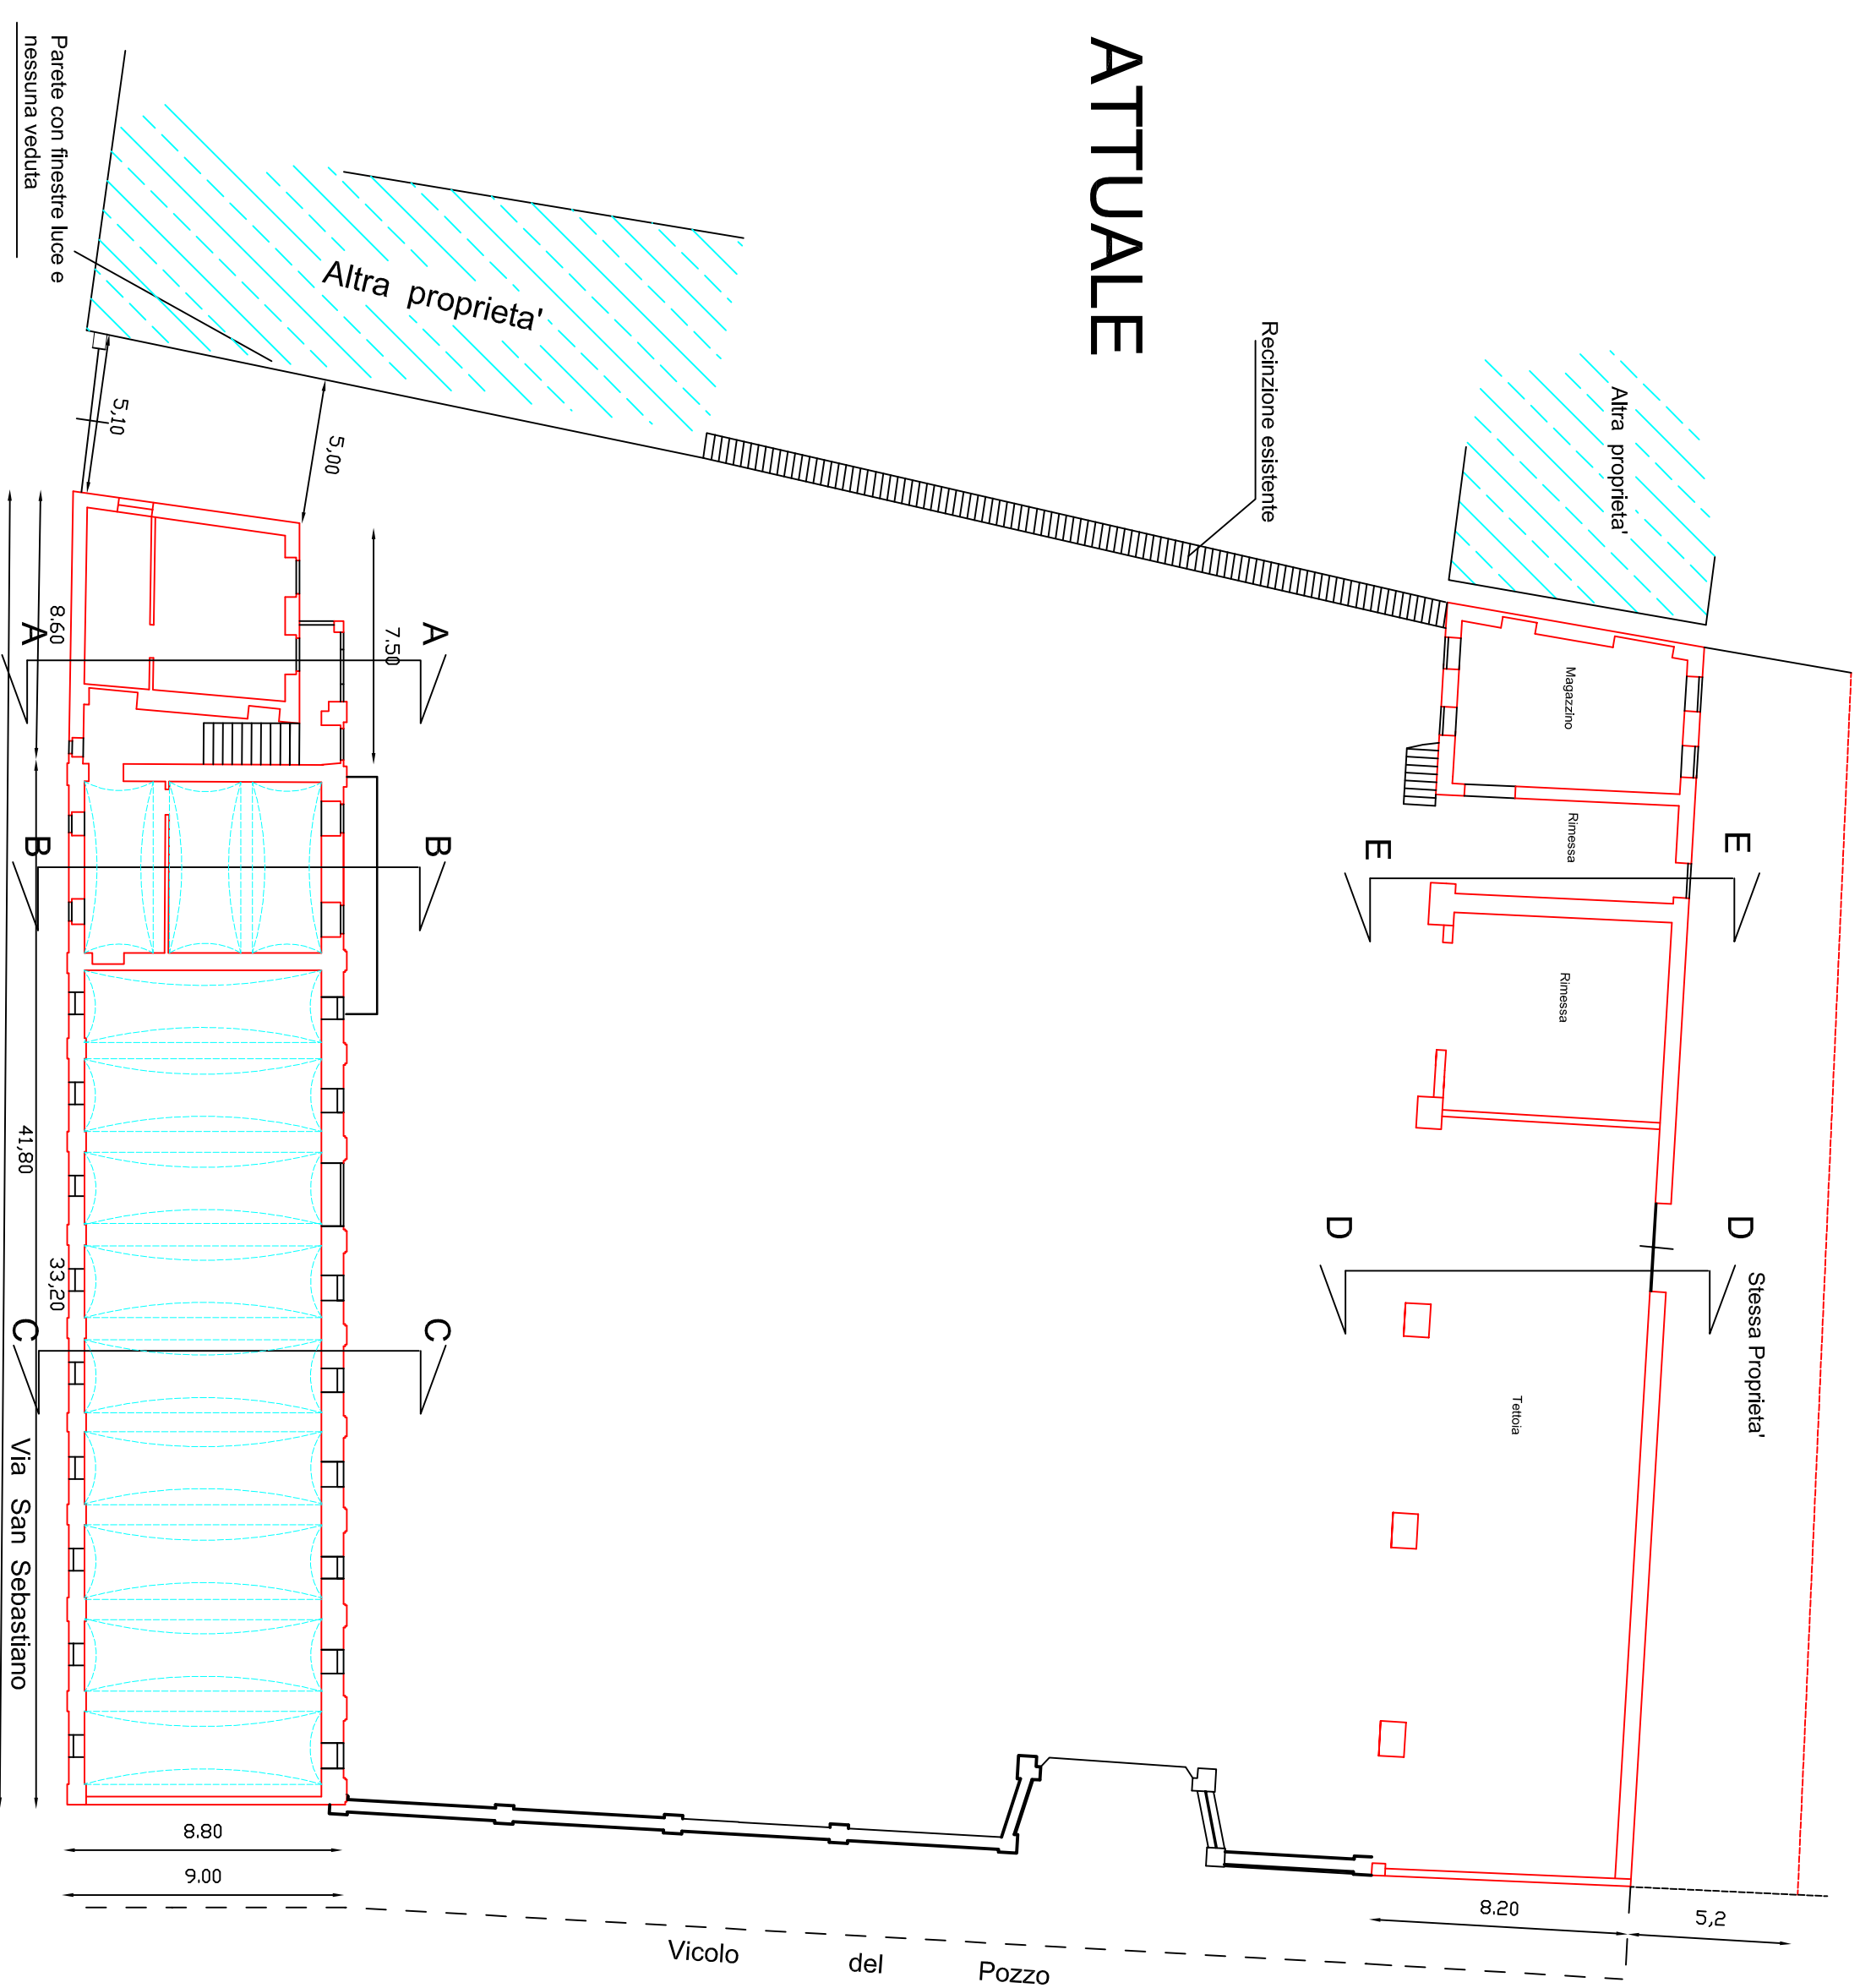 ATTUALE
Parete con finestre luce e
nessuna veduta
Altra proprieta'
Recinzione esistente
Altra proprieta'
5,10
5,00
8.60
7.50
A
A
B
B
C
C
D
D
E
E
Magazzino
Rimessa
Rimessa
Tettoia
Stessa Proprieta'
41,80
33,20
Via San Sebastiano
8.80
9.00
8.20
5,2
Vicolo del Pozzo